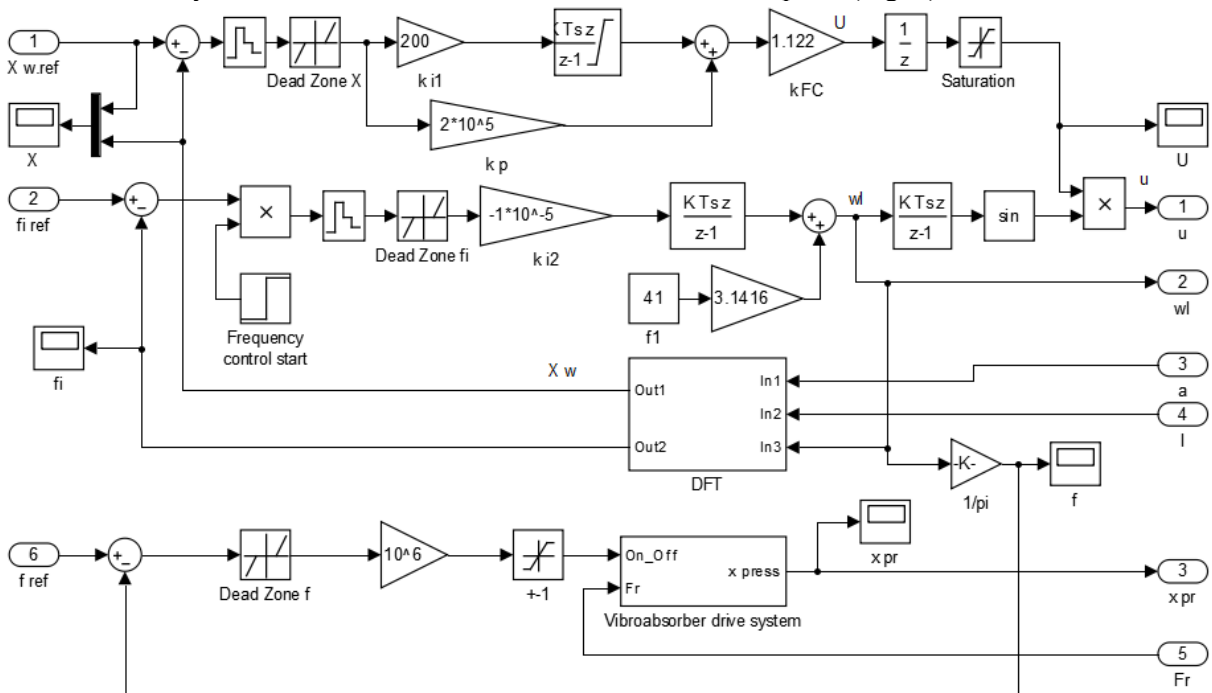 1
X w.ref
+
-
Dead Zone X
200
k i1
K Tsz
z-1
+
+
U
1.122
kFC
1
z
Saturation
X
2*10^5
k p
U
2
fi ref
+
-
×
Dead Zone fi
-1*10^-5
k i2
K Tsz
z-1
+
+
wl
K Tsz
z-1
sin
×
u
1
u
Frequency
control start
41
f1
3.1416
2
wl
fi
X w
Out1
Out2
In1
In2
In3
DFT
3
a
4
I
-K-
1/pi
f
6
f ref
+
-
Dead Zone f
10^6
+-1
On_Off
Fr
x press
Vibroabsorber drive system
x pr
3
x pr
5
Fr